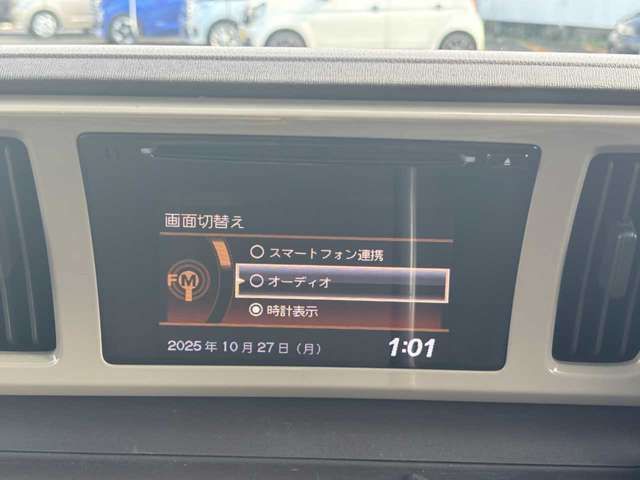 画面切替え
スマートフォン連携
FM
オーディオ
時計表示
2025年10月27日(月) 1:01